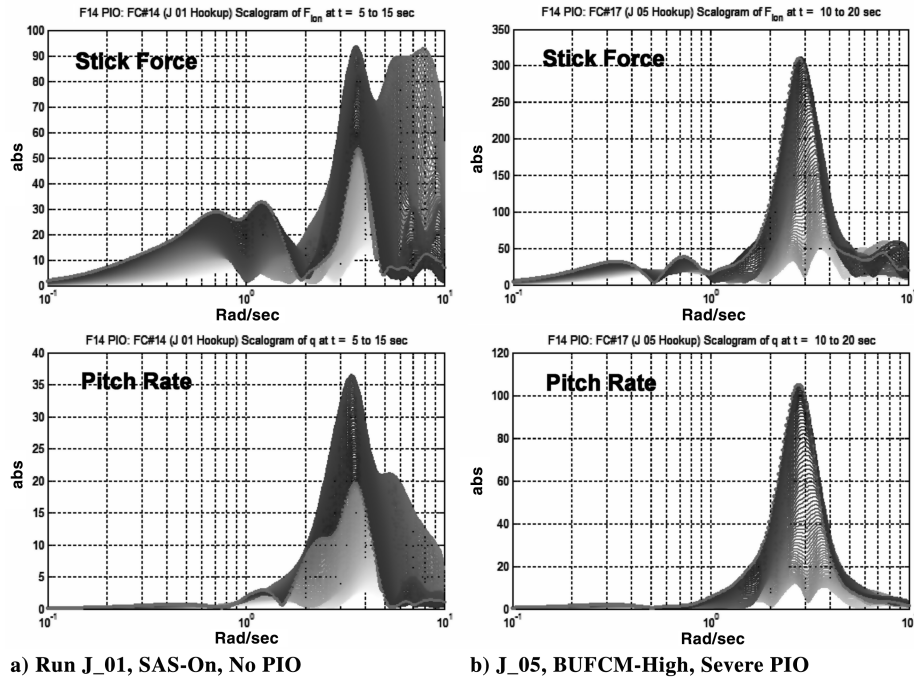 F14 PIO: FC#14 (J 01 Hookup) Scalogram of F_lon at t = 5 to 15 sec
Stick Force
abs
100
90
80
70
60
50
40
30
20
10
0
10^-1
10^0
10^1
Rad/sec
F14 PIO: FC#17 (J 05 Hookup) Scalogram of F_lon at t = 10 to 20 sec
Stick Force
abs
350
300
250
200
150
100
50
0
10^-1
10^0
10^1
Rad/sec
F14 PIO: FC#14 (J 01 Hookup) Scalogram of q at t = 5 to 15 sec
Pitch Rate
abs
40
35
30
25
20
15
10
5
0
10^-1
10^0
10^1
Rad/sec
F14 PIO: FC#17 (J 05 Hookup) Scalogram of q at t = 10 to 20 sec
Pitch Rate
abs
120
100
80
60
40
20
0
10^-1
10^0
10^1
Rad/sec
a) Run J_01, SAS-On, No PIO
b) J_05, BUFCM-High, Severe PIO